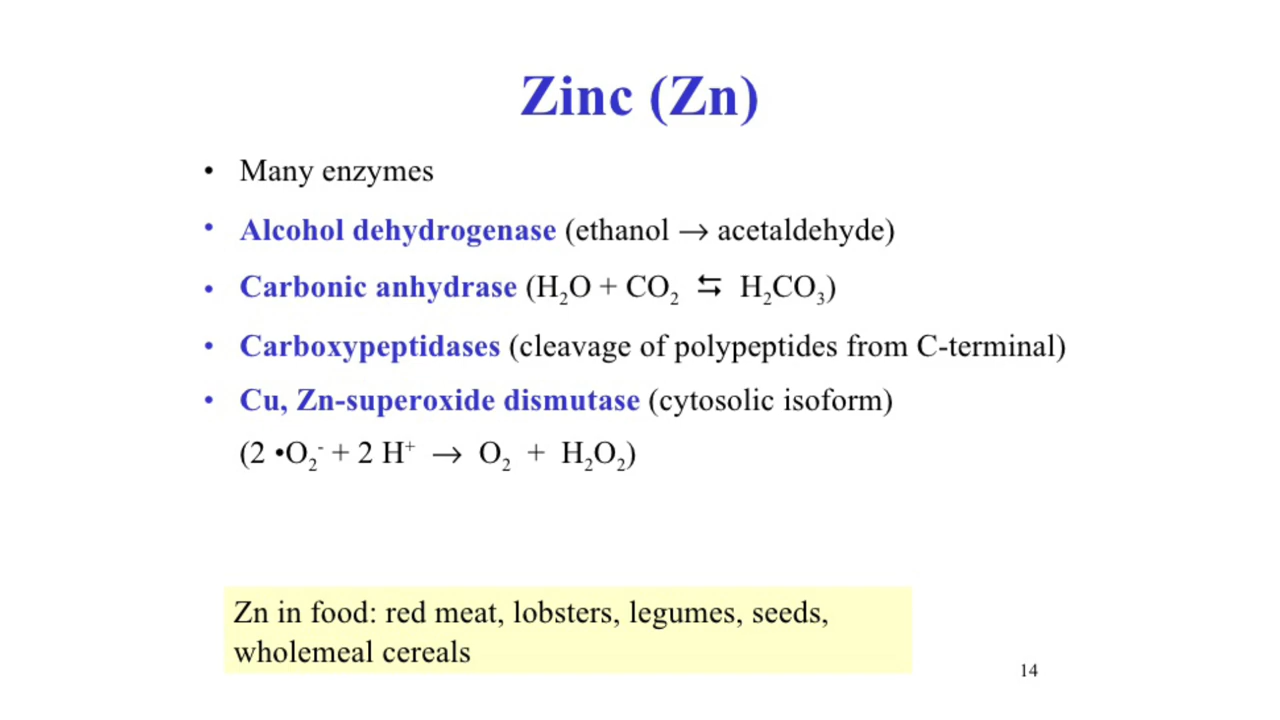 Zinc (Zn)
• Many enzymes
• Alcohol dehydrogenase (ethanol → acetaldehyde)
• Carbonic anhydrase (H₂O + CO₂ ⇆ H₂CO₃)
• Carboxypeptidases (cleavage of polypeptides from C-terminal)
• Cu, Zn-superoxide dismutase (cytosolic isoform)
(2 •O₂⁻ + 2 H⁺ → O₂ + H₂O₂)
Zn in food: red meat, lobsters, legumes, seeds,
wholemeal cereals
14